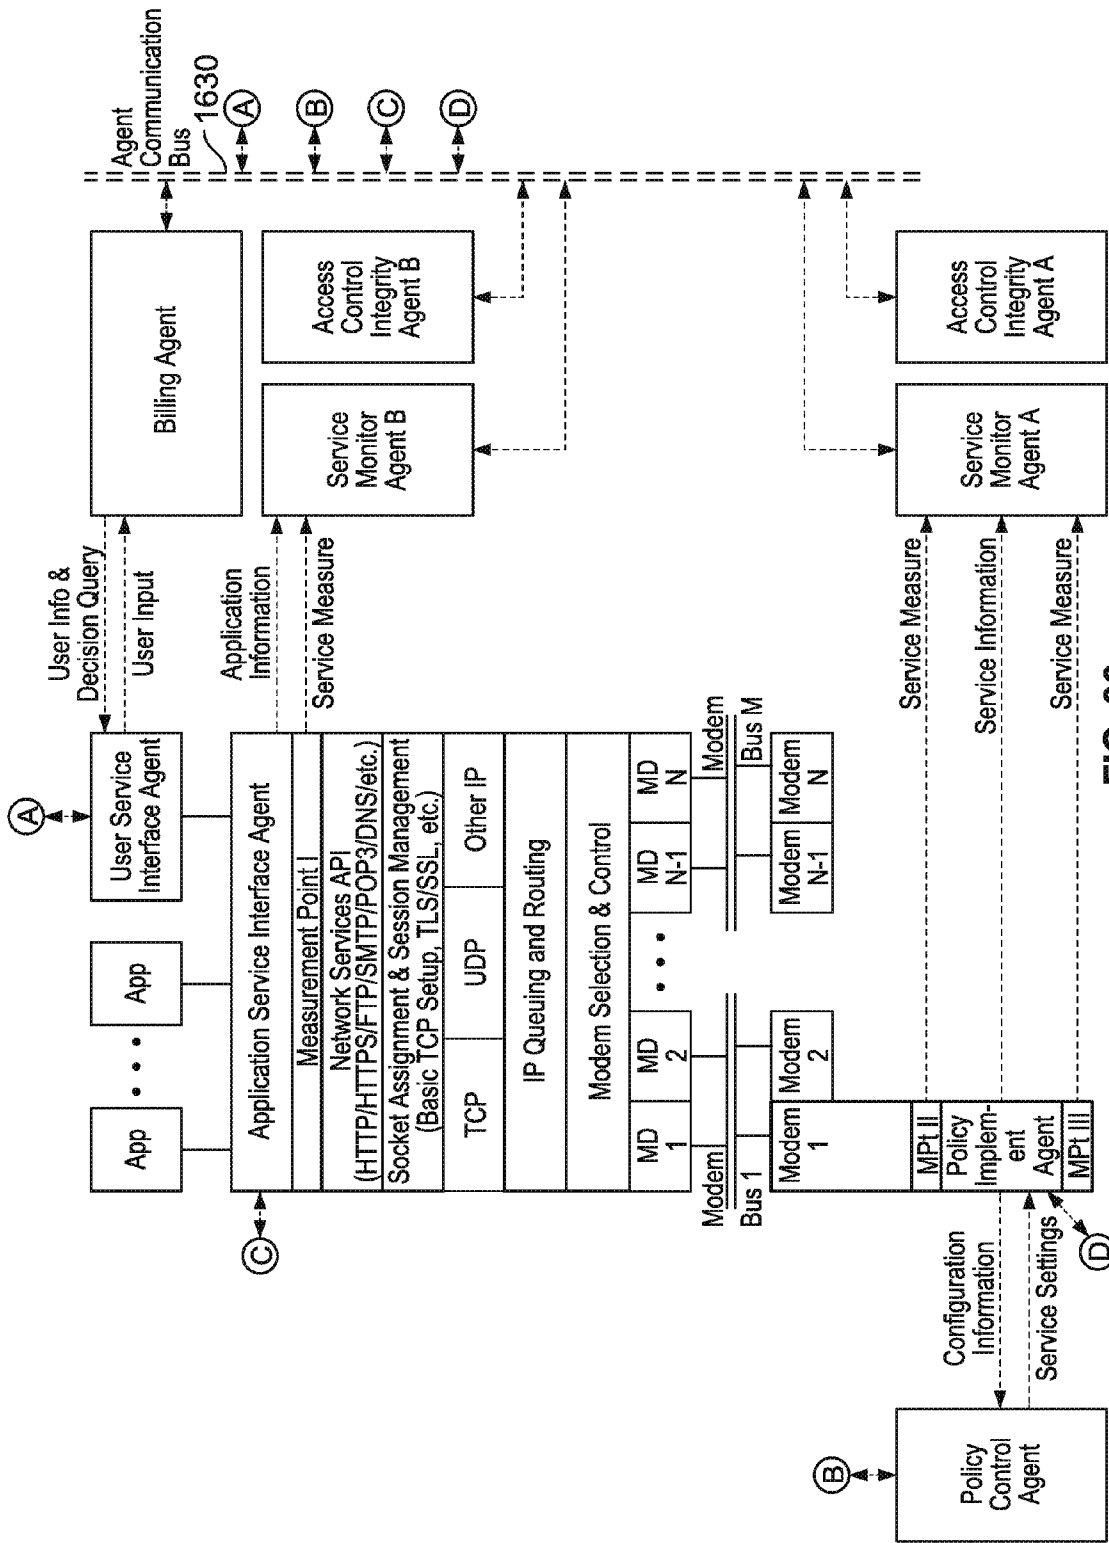 Agent
Communication
Bus
1630
A
B
C
D
A
App
App
User Service
Interface Agent
User Info &
Decision Query
User Input
Billing Agent
C
Application Service Interface Agent
Measurement Point I
Network Services API
(HTTP/HTTPS/FTP/SMTP/POP3/DNS/etc.)
Socket Assignment & Session Management
(Basic TCP Setup, TLS/SSL, etc.)
TCP
UDP
Other IP
IP Queuing and Routing
Modem Selection & Control
MD
1
MD
2
MD
N-1
MD
N
Application
Information
Service Measure
Service
Monitor
Agent B
Access
Control
Integrity
Agent B
Modem
Bus 1
Modem
Bus M
Modem
1
Modem
2
Modem
N-1
Modem
N
MPt II
Policy
Implem-
ent
Agent
MPt III
B
Policy
Control
Agent
Configuration
Information
Service Settings
D
Service Measure
Service Information
Service Measure
Service
Monitor
Agent A
Access
Control
Integrity
Agent A